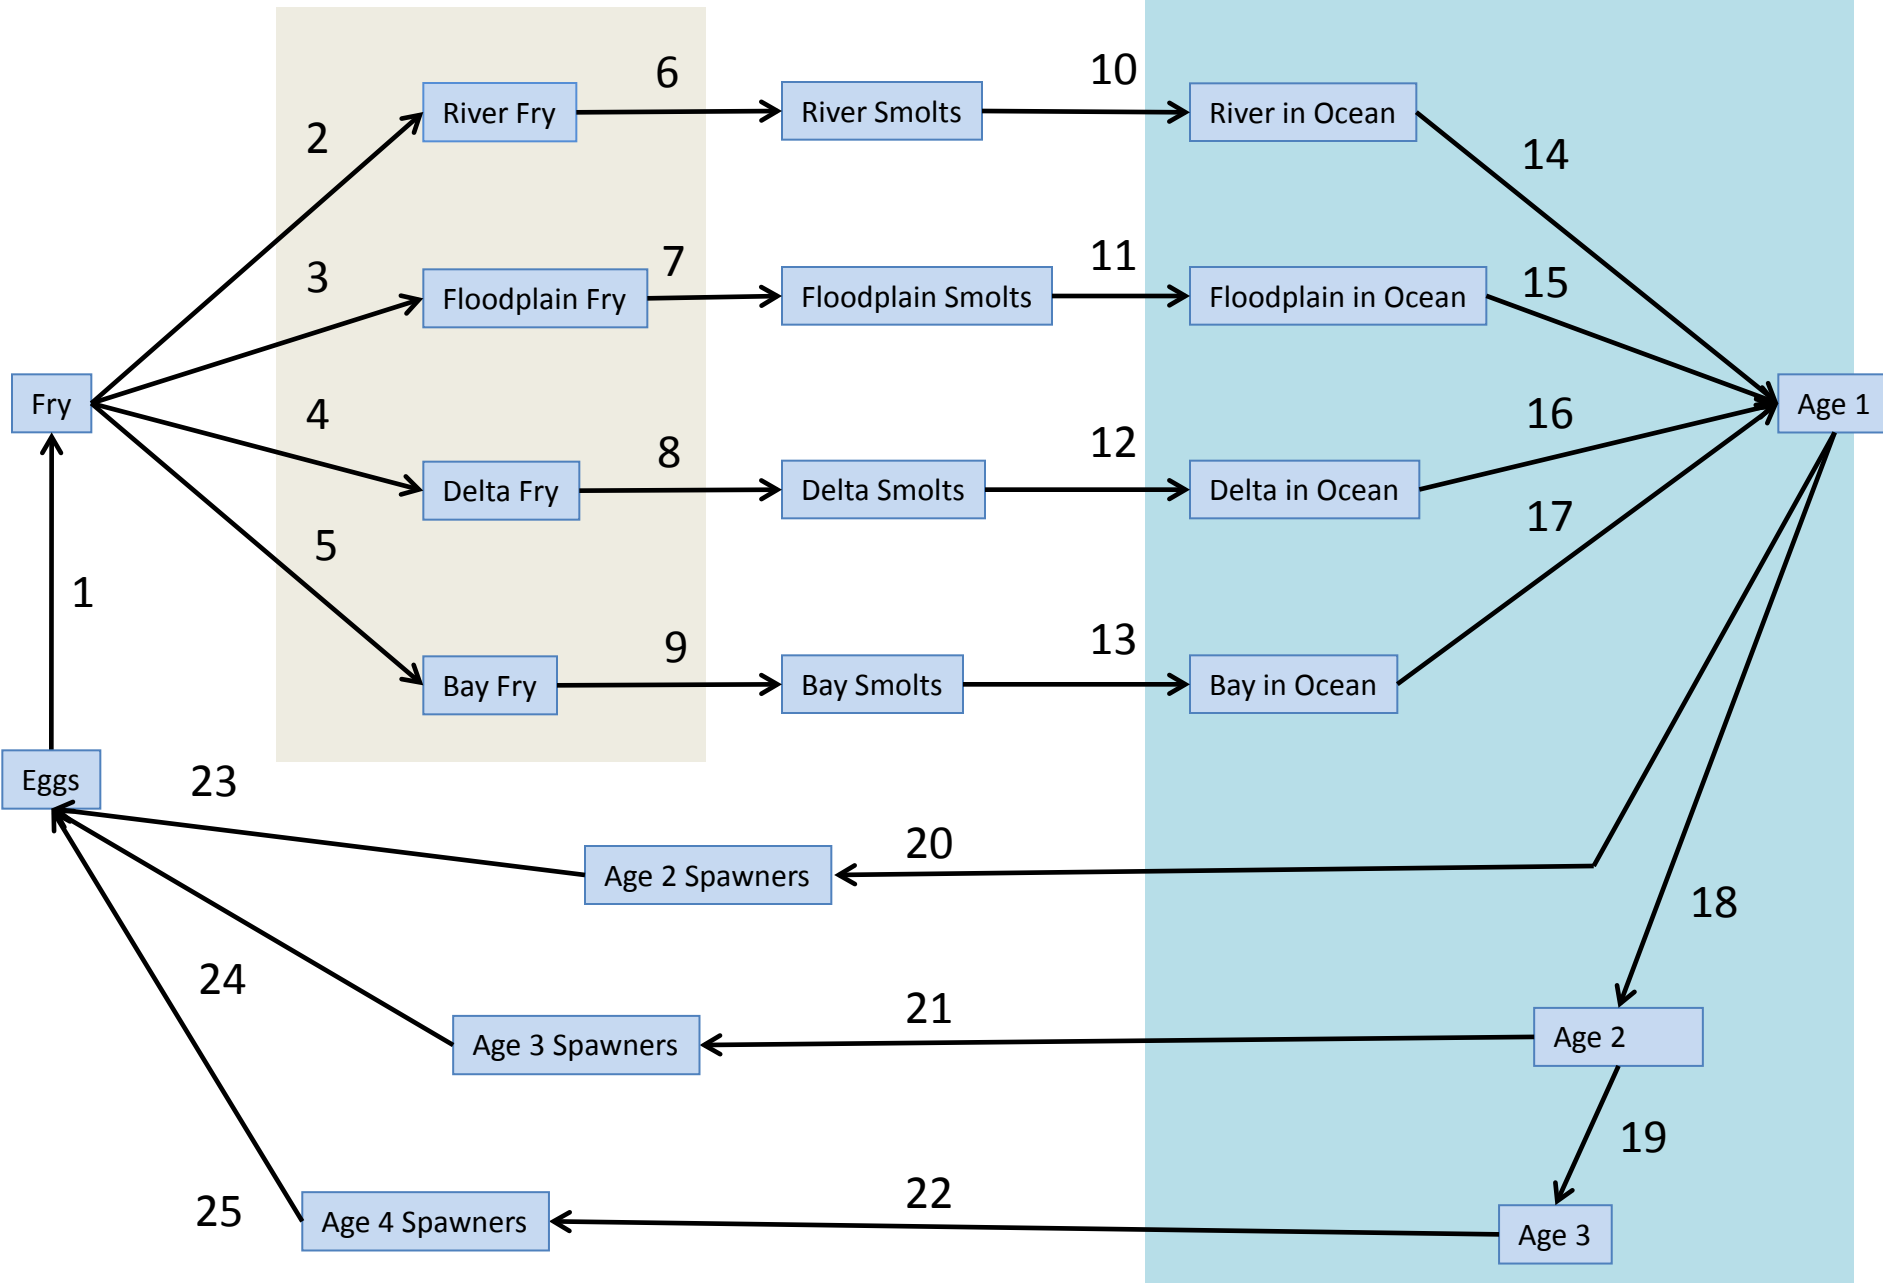 6
10
River Fry
River Smolts
River in Ocean
2
14
3
7
11
15
Floodplain Fry
Floodplain Smolts
Floodplain in Ocean
Fry
4
16
Age 1
8
12
Delta Fry
Delta Smolts
Delta in Ocean
5
17
1
9
13
Bay Fry
Bay Smolts
Bay in Ocean
Eggs
23
20
Age 2 Spawners
18
24
21
Age 3 Spawners
Age 2
19
25
22
Age 4 Spawners
Age 3